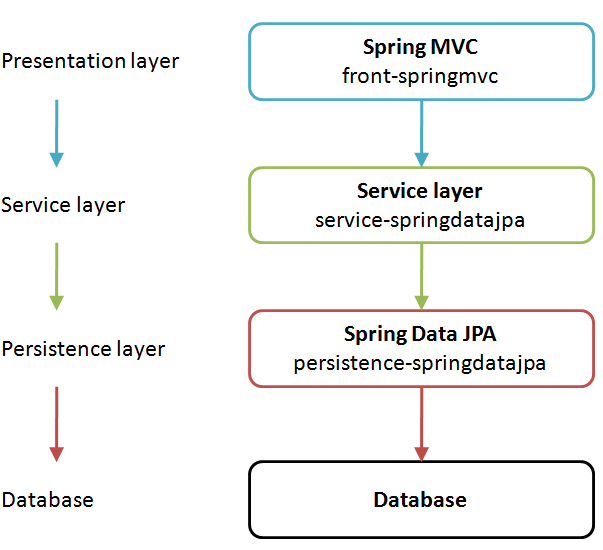 Presentation layer
Spring MVC
front-springmvc
Service layer
Service layer
service-springdatajpa
Persistence layer
Spring Data JPA
persistence-springdatajpa
Database
Database